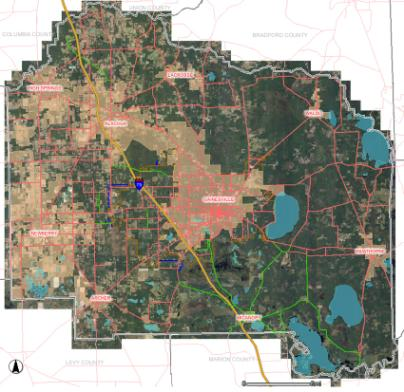 UNION COUNTY
COLUMBIA COUNTY
BRADFORD COUNTY
LACROSSE
HIGH SPRINGS
WALDO
ALACHUA
75
GAINESVILLE
NEWBERRY
HAWTHORNE
ARCHER
MICANOPY
LEVY COUNTY
MARION COUNTY